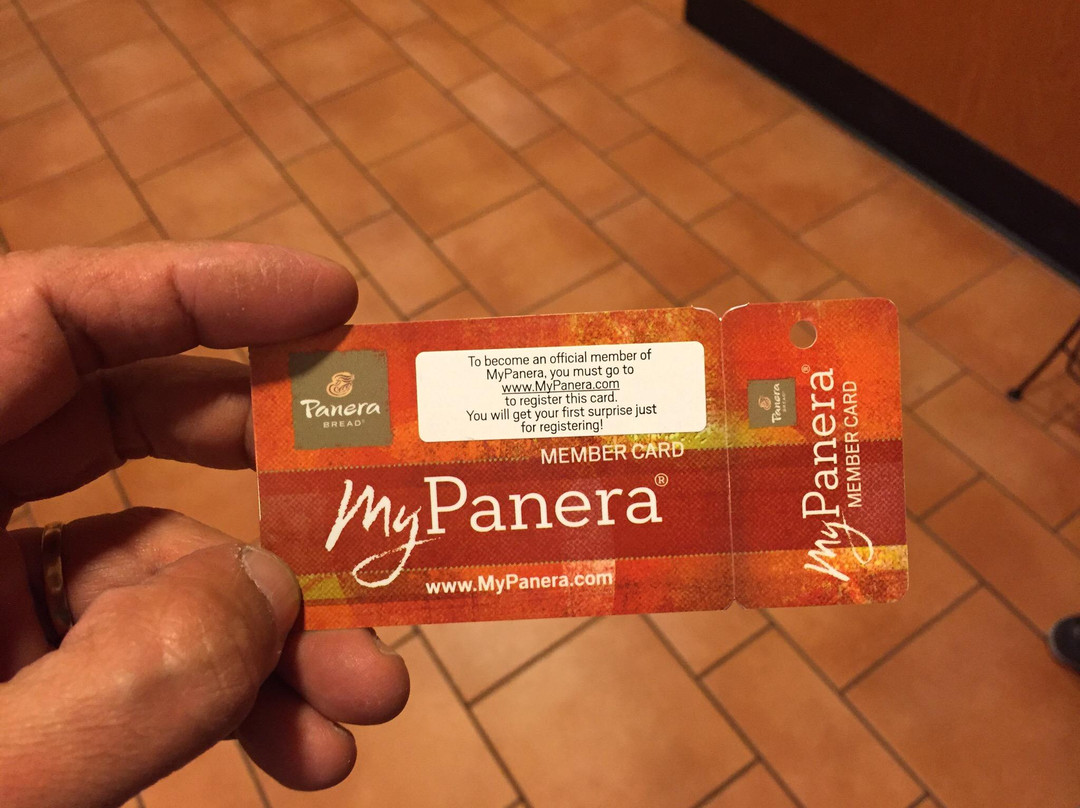 Panera
BREAD®
To become an official member of
MyPanera, you must go to
www.MyPanera.com
to register this card.
You will get your first surprise just
for registering!
MEMBER CARD
MyPanera®
www.MyPanera.com
Panera
BREAD
MyPanera®
MEMBER CARD